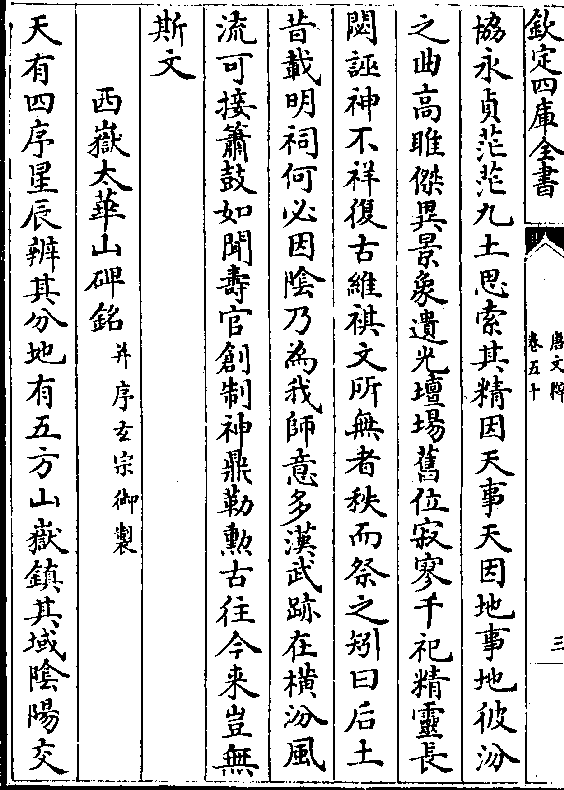 欽定四庫全書
唐文粹
卷五十
三
協永貞茫茫九土思索其精因天事天因地事地彼汾
之曲高雎傑異景象遺光壇場舊位寂寥千祀精靈長
閟誣神不祥復古維祺文所無者秩而祭之矧曰后土
昔載明祠何必因陰乃為我師意多漢武跡在橫汾風
流可接簫鼓如聞壽官創制神鼎勒勲古往今来豈無
斯文
西嶽太華山碑銘并序𤣥宗御製
天有四序星辰辨其分地有五方山嶽鎮其域陰陽交